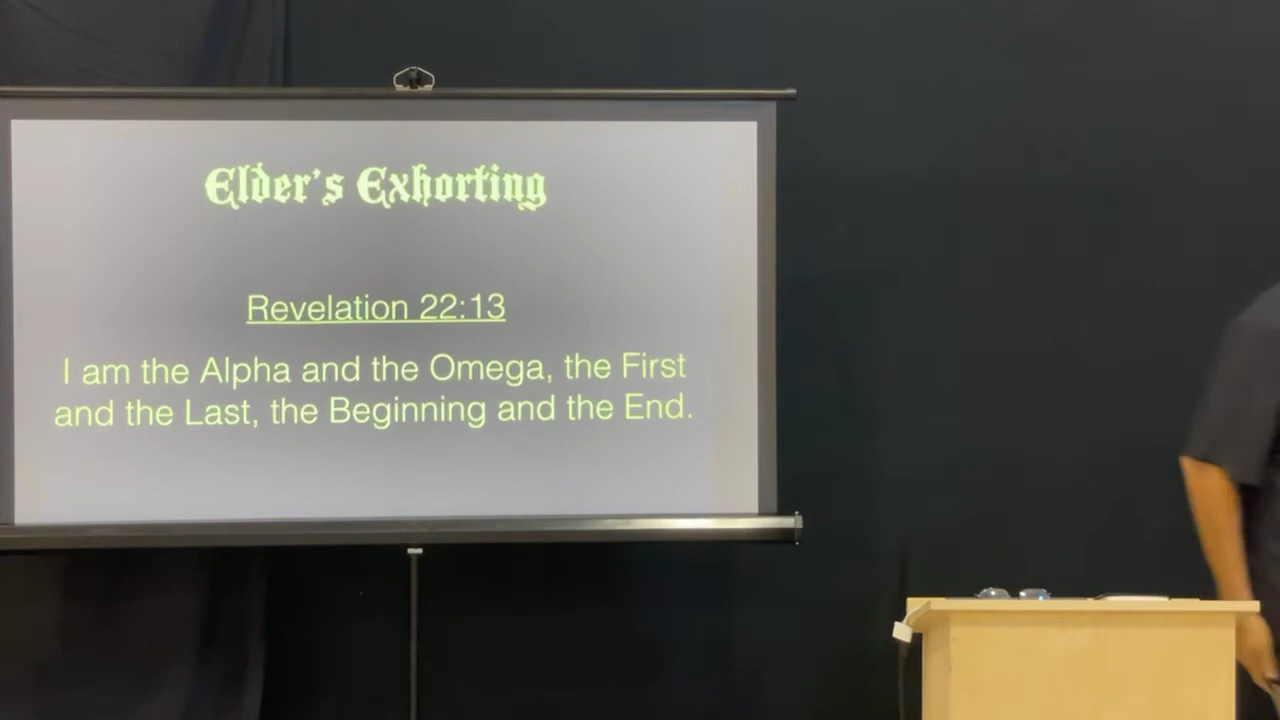 Elder's Exhorting
Revelation 22:13
I am the Alpha and the Omega, the First
and the Last, the Beginning and the End.